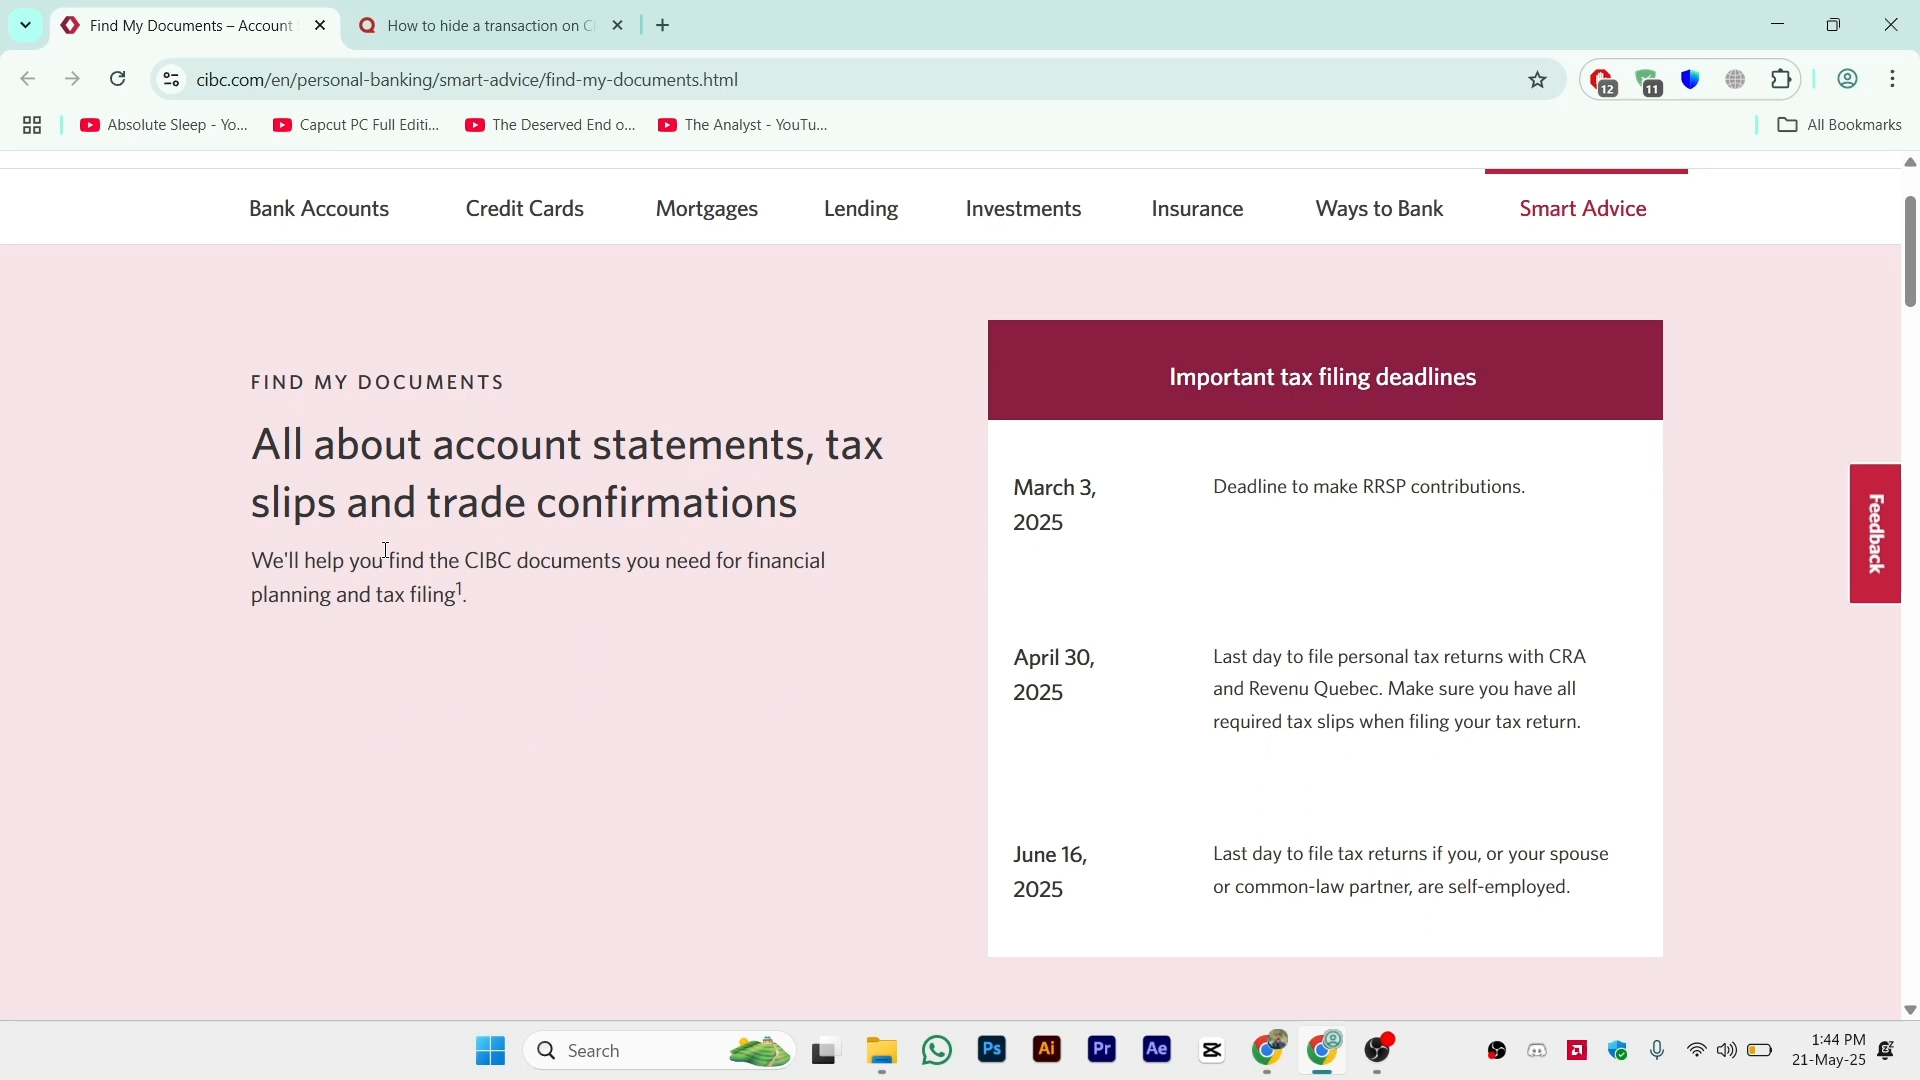 Find My Documents – Account
How to hide a transaction on C
cibc.com/en/personal-banking/smart-advice/find-my-documents.html
12
11
Absolute Sleep - Yo...
Capcut PC Full Editi...
The Deserved End o...
The Analyst - YouTu...
All Bookmarks
Bank Accounts
Credit Cards
Mortgages
Lending
Investments
Insurance
Ways to Bank
Smart Advice
FIND MY DOCUMENTS
All about account statements, tax
slips and trade confirmations
We'll help you find the CIBC documents you need for financial
planning and tax filing1.
Important tax filing deadlines
March 3,
2025
Deadline to make RRSP contributions.
April 30,
2025
Last day to file personal tax returns with CRA
and Revenu Quebec. Make sure you have all
required tax slips when filing your tax return.
June 16,
2025
Last day to file tax returns if you, or your spouse
or common-law partner, are self-employed.
Feedback
Search
Ps
Ai
Pr
Ae
1:44 PM
21-May-25